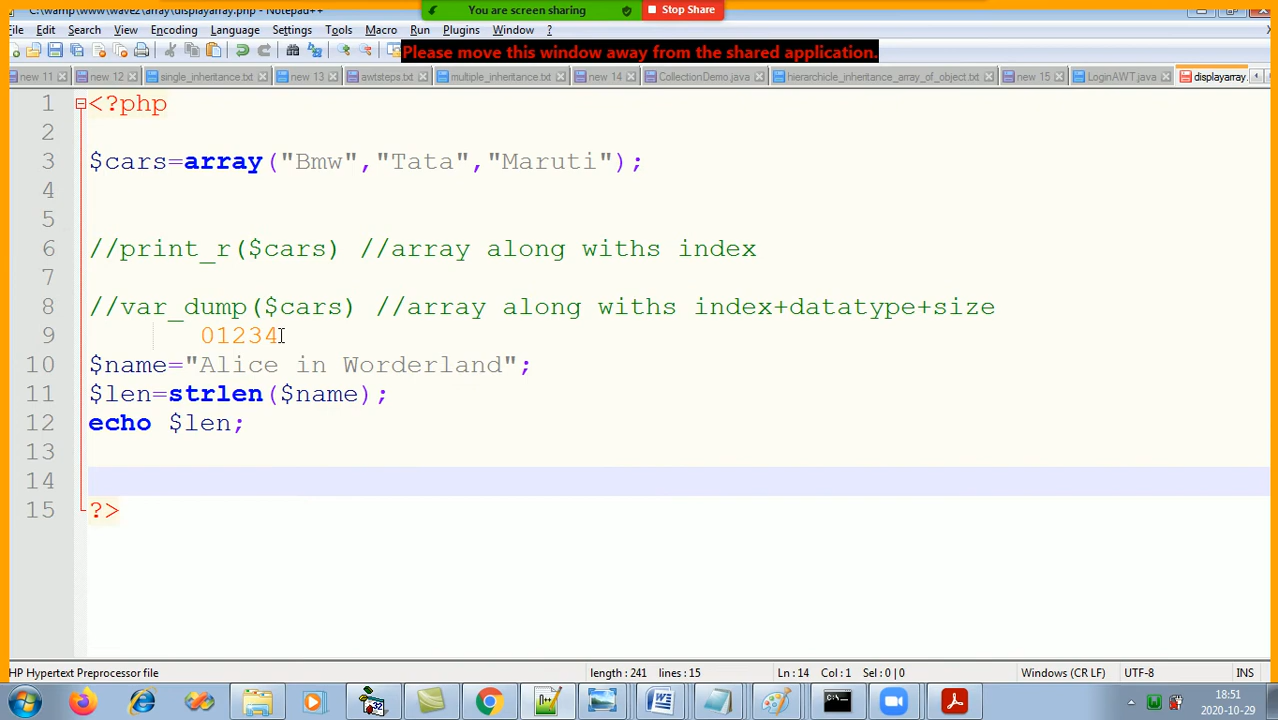 C:\wamp\www\wave2\array\displayarray.php - Notepad++
You are screen sharing
Stop Share
File Edit Search View Encoding Language Settings Tools Macro Run Plugins Window ?
Please move this window away from the shared application.
new 11 new 12 single_inheritance.txt new 13 awtsteps.txt multiple_inheritance.txt new 14 CollectionDemo.java hierarchicle_inheritance_array_of_object.txt new 15 LoginAWT.java displayarray.
1 <?php
2
3 $cars=array("Bmw","Tata","Maruti");
4
5
6 //print_r($cars) //array along withs index
7
8 //var_dump($cars) //array along withs index+datatype+size
9 01234
10 $name="Alice in Worderland";
11 $len=strlen($name);
12 echo $len;
13
14
15 ?>
HP Hypertext Preprocessor file length : 241 lines : 15 Ln : 14 Col : 1 Sel : 0 | 0 Windows (CR LF) UTF-8 INS
18:51
2020-10-29